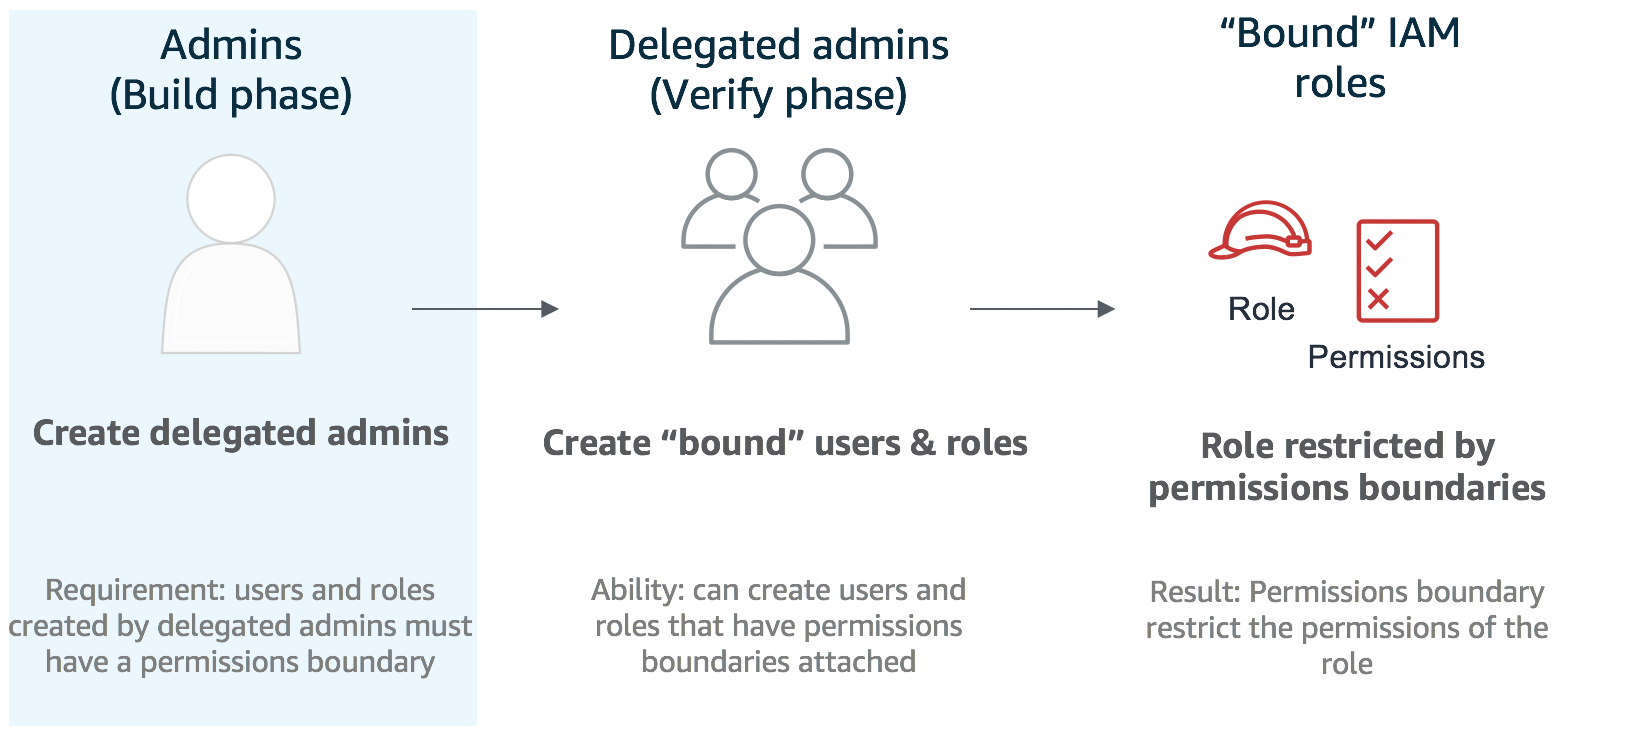 Admins
(Build phase)
Create delegated admins
Requirement: users and roles
created by delegated admins must
have a permissions boundary
Delegated admins
(Verify phase)
Create “bound” users & roles
Ability: can create users and
roles that have permissions
boundaries attached
“Bound” IAM
roles
Role
Permissions
Role restricted by
permissions boundaries
Result: Permissions boundary
restrict the permissions of the
role